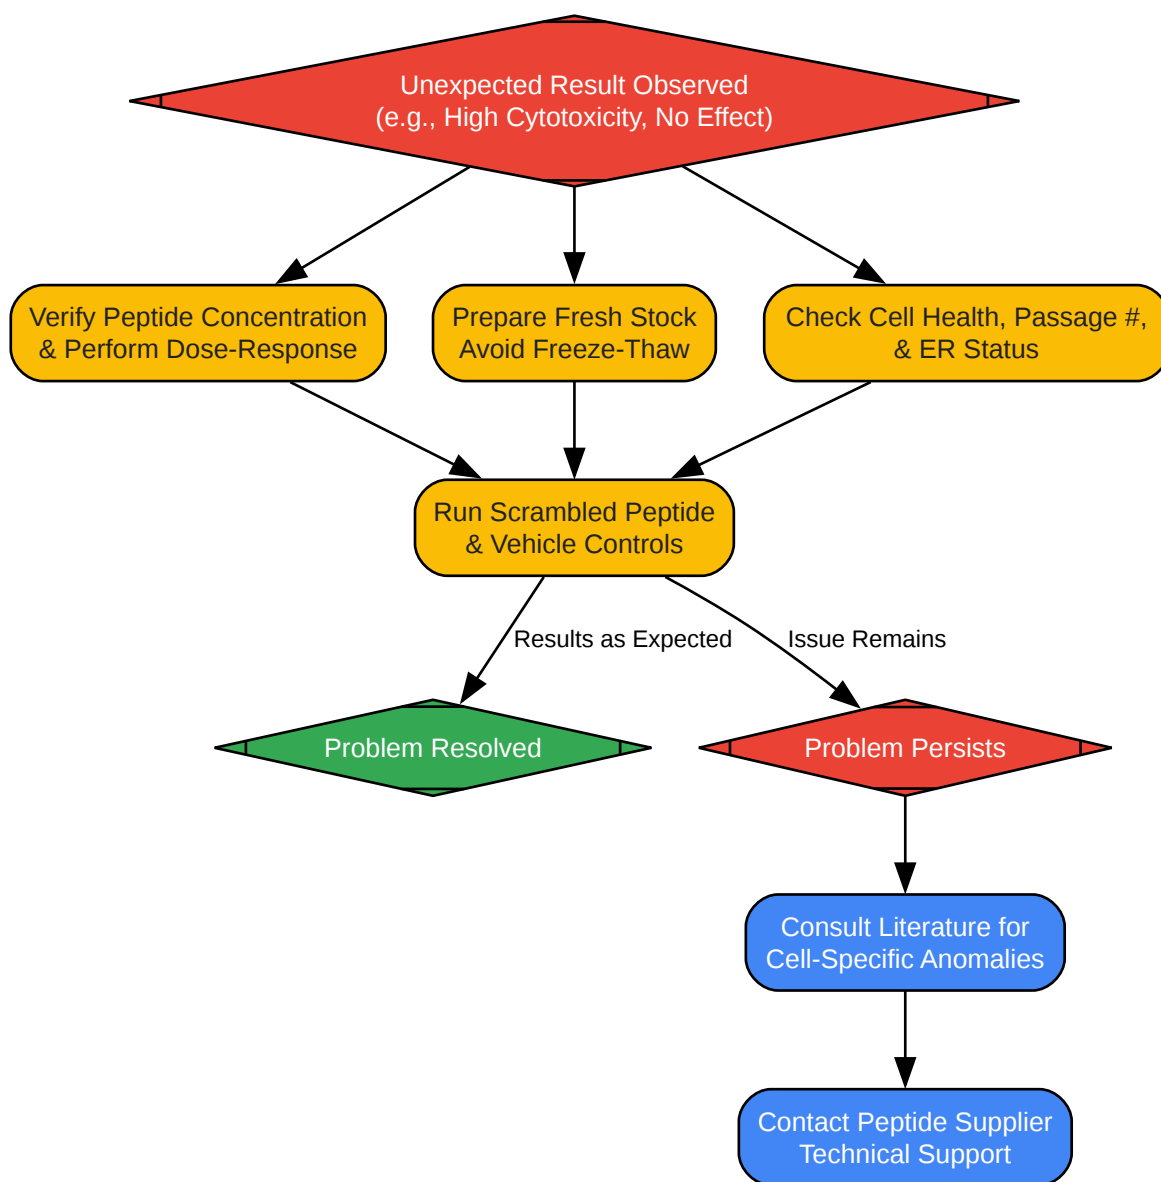 Unexpected Result Observed
(e.g., High Cytotoxicity, No Effect)
Verify Peptide Concentration
& Perform Dose-Response
Prepare Fresh Stock
Avoid Freeze-Thaw
Check Cell Health, Passage #,
& ER Status
Run Scrambled Peptide
& Vehicle Controls
Results as Expected
Issue Remains
Problem Resolved
Problem Persists
Consult Literature for
Cell-Specific Anomalies
Contact Peptide Supplier
Technical Support